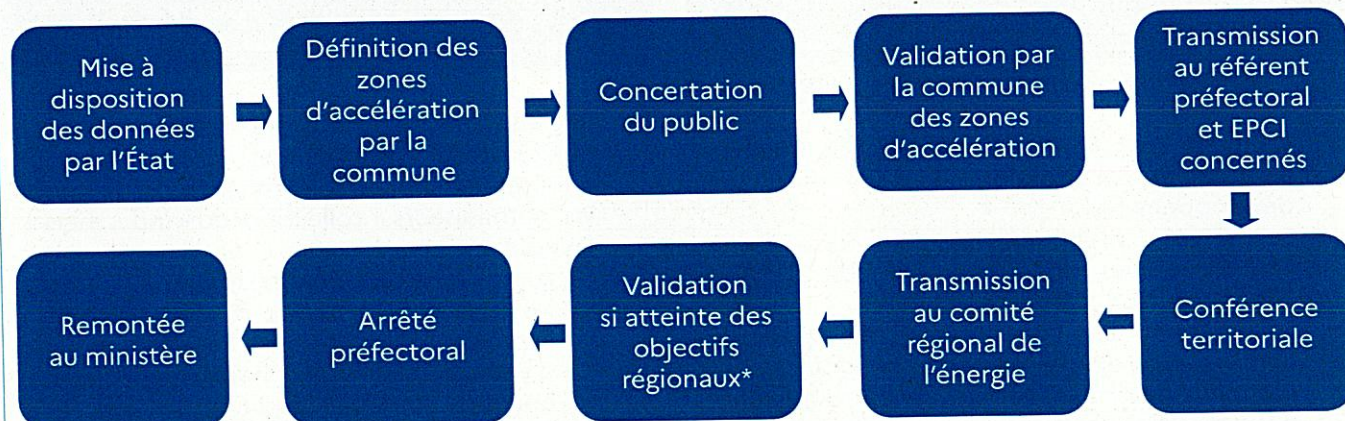 Mise à
disposition
des données
par l'État
Définition des
zones
d'accélération
par la
commune
Concertation
du public
Validation par
la commune
des zones
d'accélération
Transmission
au référent
préfectoral
et EPCI
concernés
Conférence
territoriale
Transmission
au comité
régional de
l'énergie
Validation
si atteinte des
objectifs
régionaux*
Arrêté
préfectoral
Remontée
au ministère